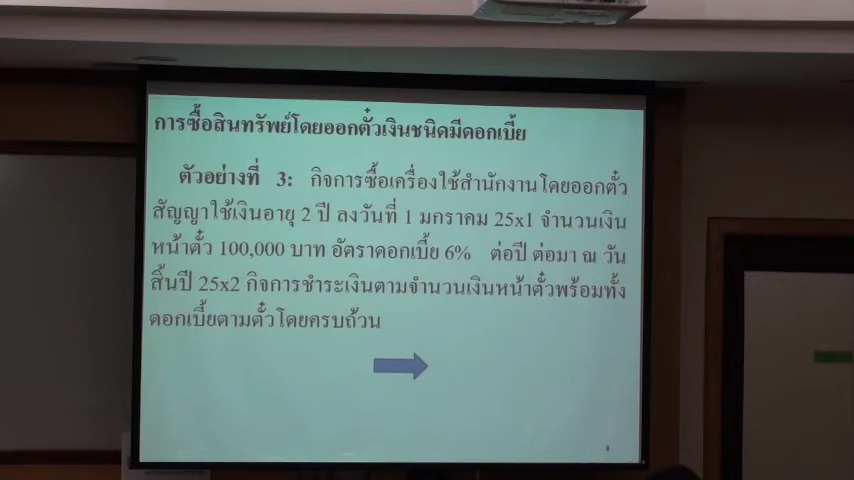 การซื้อสินทรัพย์โดยออกตั๋วเงินชนิดมีดอกเบี้ย
ตัวอย่างที่ 3: กิจการซื้อเครื่องใช้สำนักงานโดยออกตั๋ว
สัญญาใช้เงินอายุ 2 ปี ลงวันที่ 1 มกราคม 25x1 จำนวนเงิน
หน้าตั๋ว 100,000 บาท อัตราดอกเบี้ย 6% ต่อปี ต่อมา ณ วัน
สิ้นปี 25x2 กิจการชำระเงินตามจำนวนเงินหน้าตั๋วพร้อมทั้ง
ดอกเบี้ยตามตั๋วโดยครบถ้วน